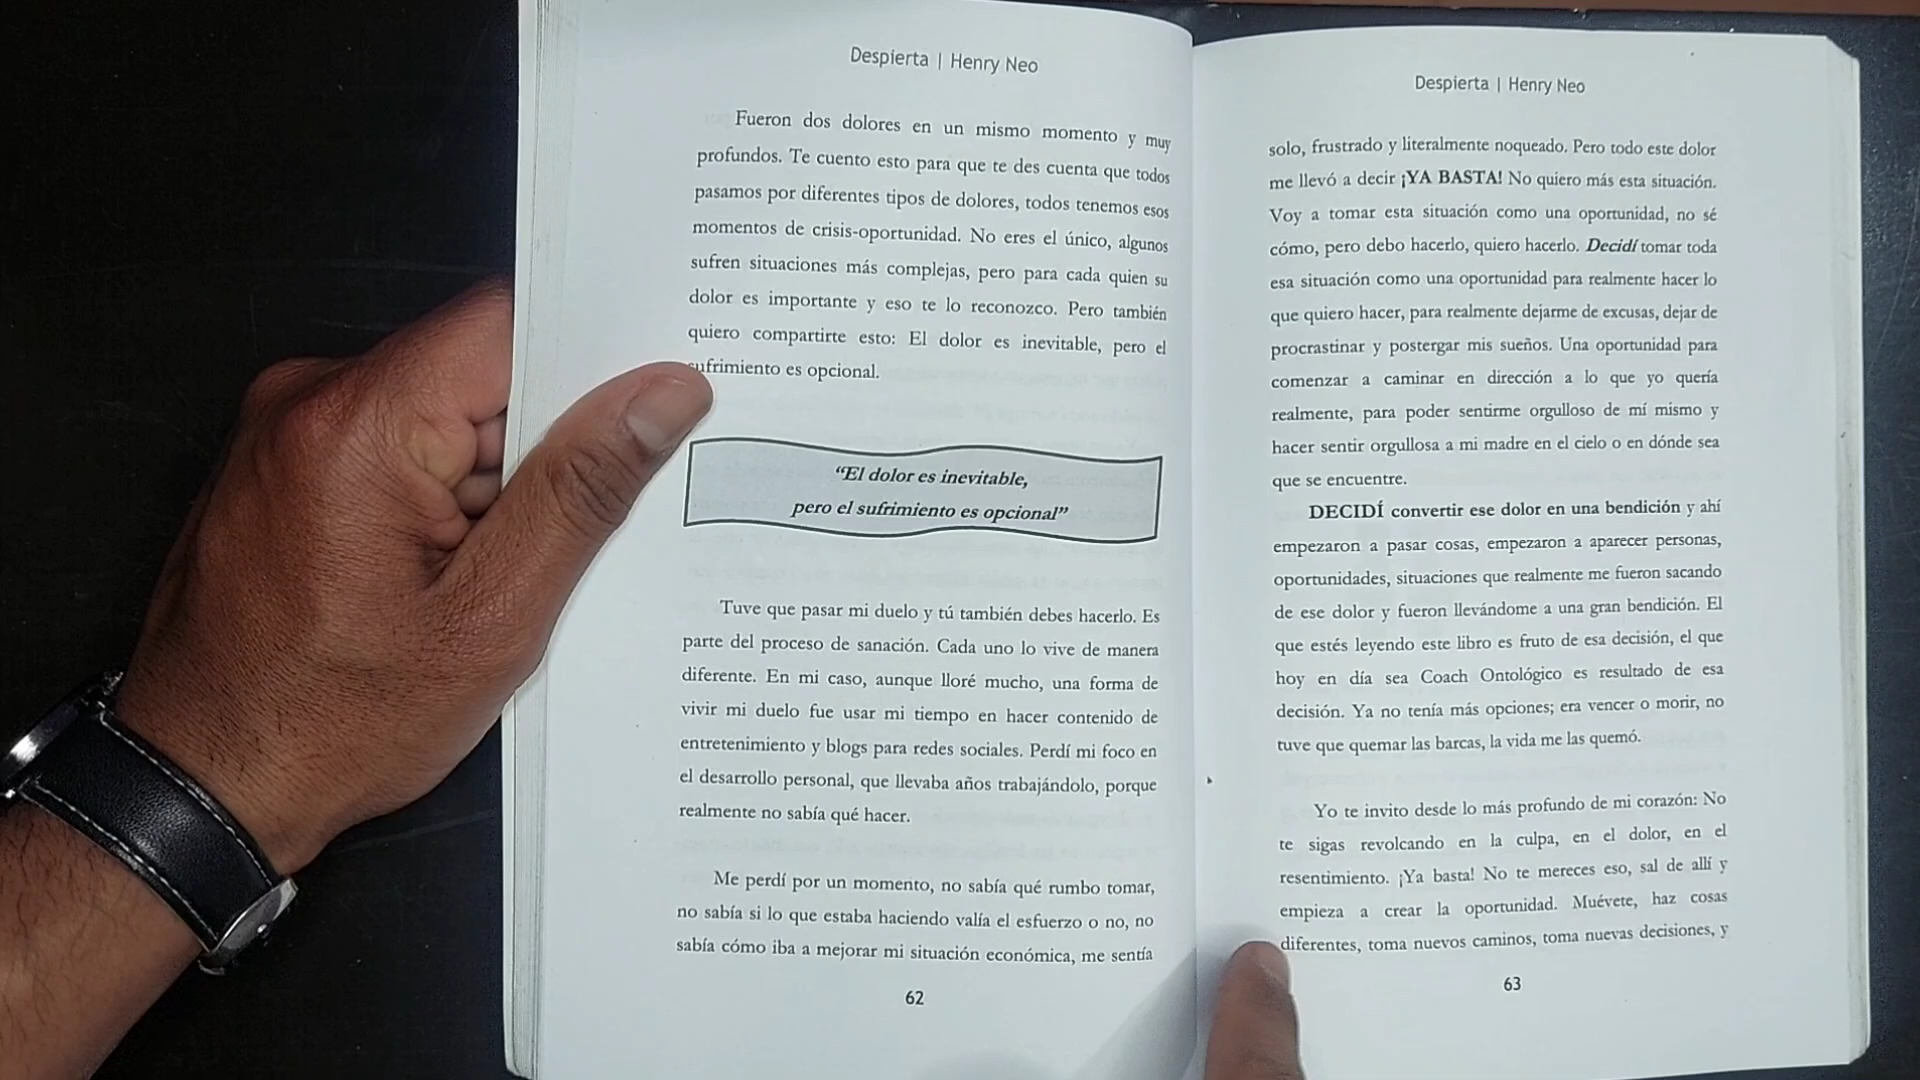 Despierta | Henry Neo
Fueron dos dolores en un mismo momento y muy
profundos. Te cuento esto para que te des cuenta que todos
pasamos por diferentes tipos de dolores, todos tenemos esos
momentos de crisis-oportunidad. No eres el único, algunos
sufren situaciones más complejas, pero para cada quien su
dolor es importante y eso te lo reconozco. Pero también
quiero compartirte esto: El dolor es inevitable, pero el
sufrimiento es opcional.
“El dolor es inevitable,
pero el sufrimiento es opcional”
Tuve que pasar mi duelo y tú también debes hacerlo. Es
parte del proceso de sanación. Cada uno lo vive de manera
diferente. En mi caso, aunque lloré mucho, una forma de
vivir mi duelo fue usar mi tiempo en hacer contenido de
entretenimiento y blogs para redes sociales. Perdí mi foco en
el desarrollo personal, que llevaba años trabajándolo, porque
realmente no sabía qué hacer.
Me perdí por un momento, no sabía qué rumbo tomar,
no sabía si lo que estaba haciendo valía el esfuerzo o no, no
sabía cómo iba a mejorar mi situación económica, me sentía
62
Despierta | Henry Neo
solo, frustrado y literalmente noqueado. Pero todo este dolor
me llevó a decir ¡YA BASTA! No quiero más esta situación.
Voy a tomar esta situación como una oportunidad, no sé
cómo, pero debo hacerlo, quiero hacerlo. Decidí tomar toda
esa situación como una oportunidad para realmente hacer lo
que quiero hacer, para realmente dejarme de excusas, dejar de
procrastinar y postergar mis sueños. Una oportunidad para
comenzar a caminar en dirección a lo que yo quería
realmente, para poder sentirme orgulloso de mí mismo y
hacer sentir orgullosa a mi madre en el cielo o en dónde sea
que se encuentre.
DECIDÍ convertir ese dolor en una bendición y ahí
empezaron a pasar cosas, empezaron a aparecer personas,
oportunidades, situaciones que realmente me fueron sacando
de ese dolor y fueron llevándome a una gran bendición. El
que estés leyendo este libro es fruto de esa decisión, el que
hoy en día sea Coach Ontológico es resultado de esa
decisión. Ya no tenía más opciones; era vencer o morir, no
tuve que quemar las barcas, la vida me las quemó.
Yo te invito desde lo más profundo de mi corazón: No
te sigas revolcando en la culpa, en el dolor, en el
resentimiento. ¡Ya basta! No te mereces eso, sal de allí y
empieza a crear la oportunidad. Muévete, haz cosas
diferentes, toma nuevos caminos, toma nuevas decisiones, y
63